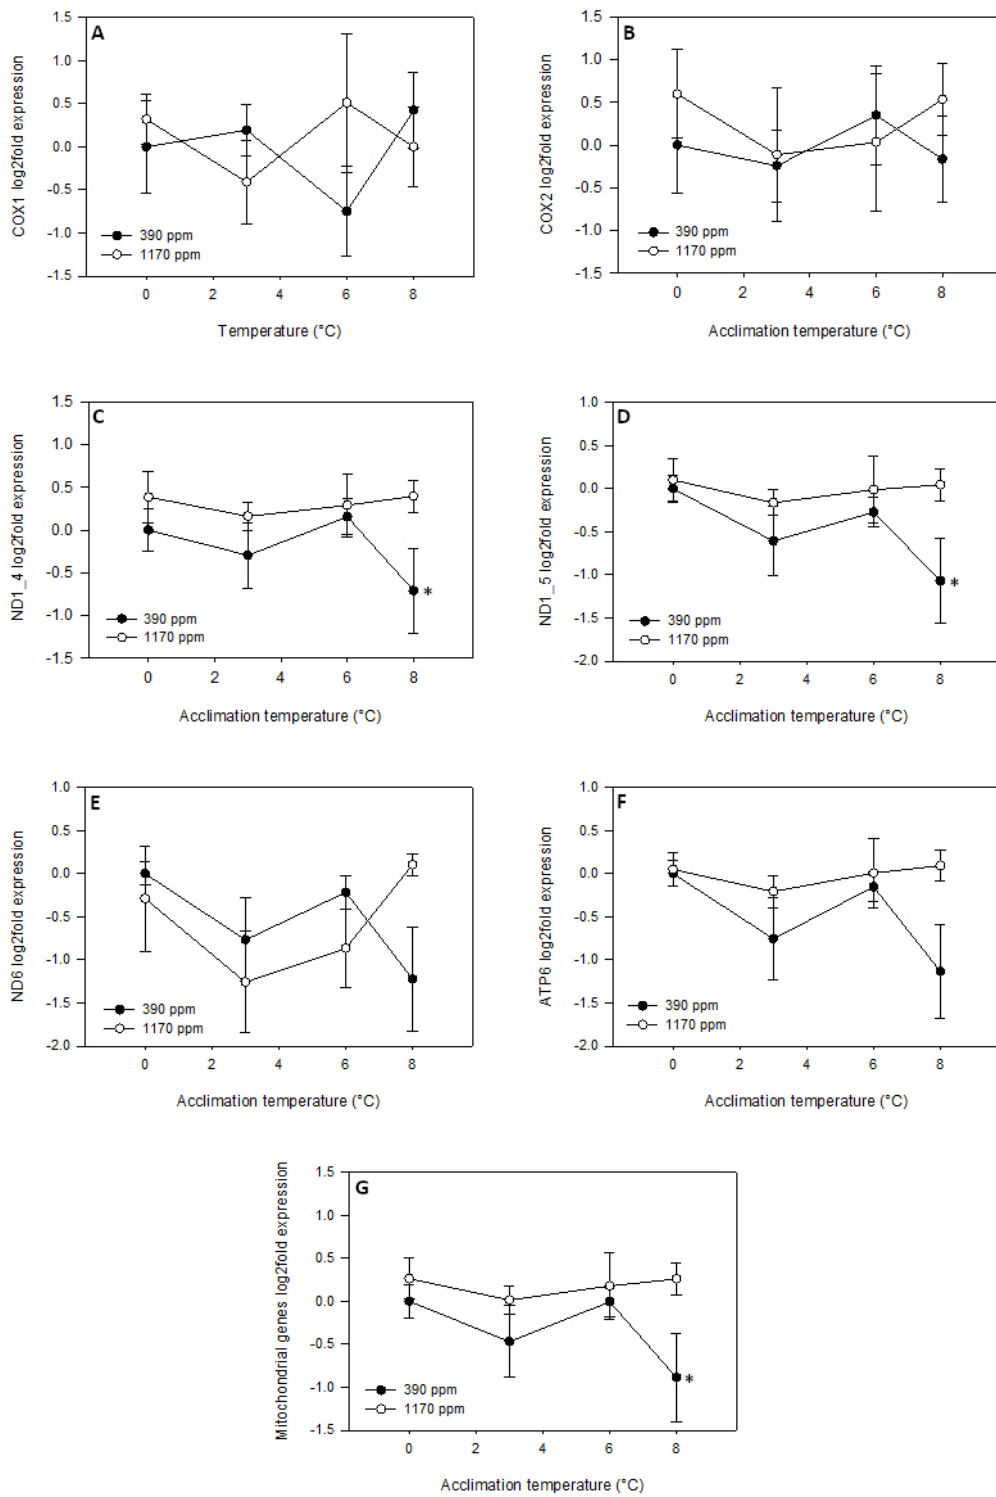 A
COX1 log2fold expression
1.5
1.0
0.5
0.0
-0.5
-1.0
-1.5
390 ppm
1170 ppm
0 2 4 6 8
Temperature (°C)
B
COX2 log2fold expression
1.5
1.0
0.5
0.0
-0.5
-1.0
-1.5
390 ppm
1170 ppm
0 2 4 6 8
Acclimation temperature (°C)
C
ND1_4 log2fold expression
1.5
1.0
0.5
0.0
-0.5
-1.0
-1.5
*
390 ppm
1170 ppm
0 2 4 6 8
Acclimation temperature (°C)
D
ND1_5 log2fold expression
1.0
0.5
0.0
-0.5
-1.0
-1.5
-2.0
*
390 ppm
1170 ppm
0 2 4 6 8
Acclimation temperature (°C)
E
ND6 log2fold expression
1.0
0.5
0.0
-0.5
-1.0
-1.5
-2.0
390 ppm
1170 ppm
0 2 4 6 8
Acclimation temperature (°C)
F
ATP6 log2fold expression
1.0
0.5
0.0
-0.5
-1.0
-1.5
-2.0
390 ppm
1170 ppm
0 2 4 6 8
Acclimation temperature (°C)
G
Mitochondrial genes log2fold expression
1.5
1.0
0.5
0.0
-0.5
-1.0
-1.5
*
390 ppm
1170 ppm
0 2 4 6 8
Acclimation temperature (°C)